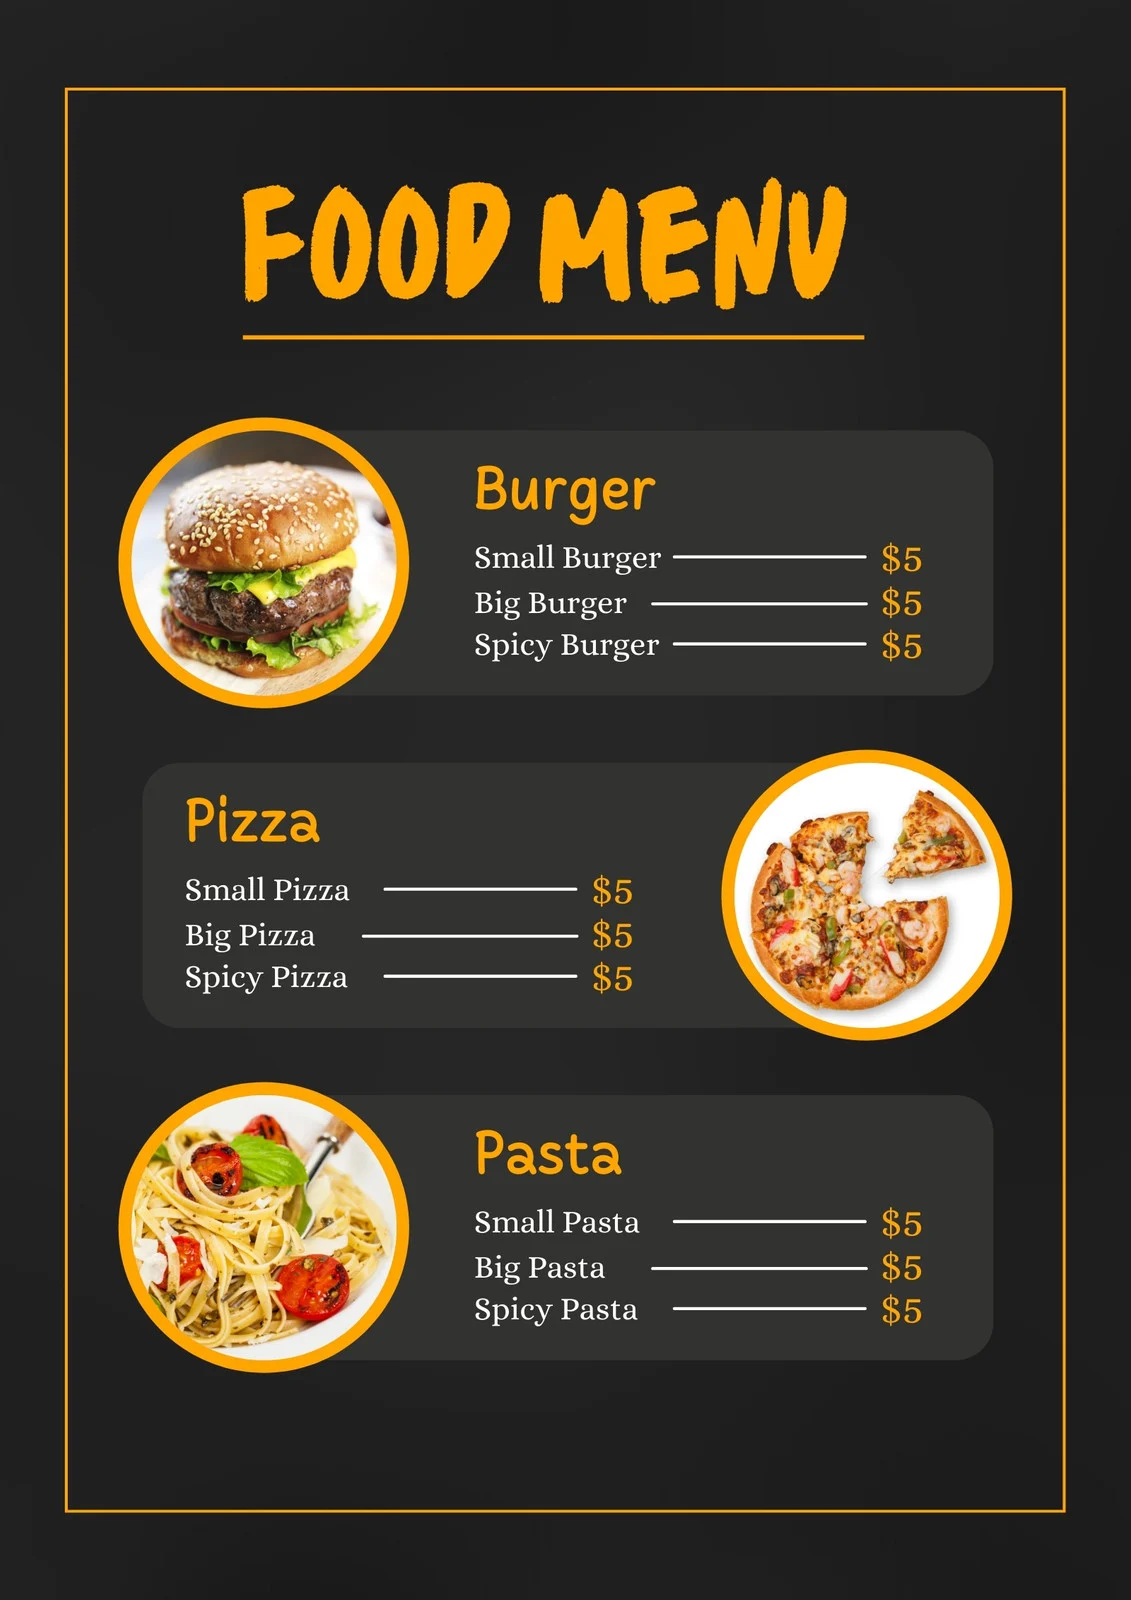 FOOD MENU
Burger
Small Burger $5
Big Burger $5
Spicy Burger $5
Pizza
Small Pizza $5
Big Pizza $5
Spicy Pizza $5
Pasta
Small Pasta $5
Big Pasta $5
Spicy Pasta $5